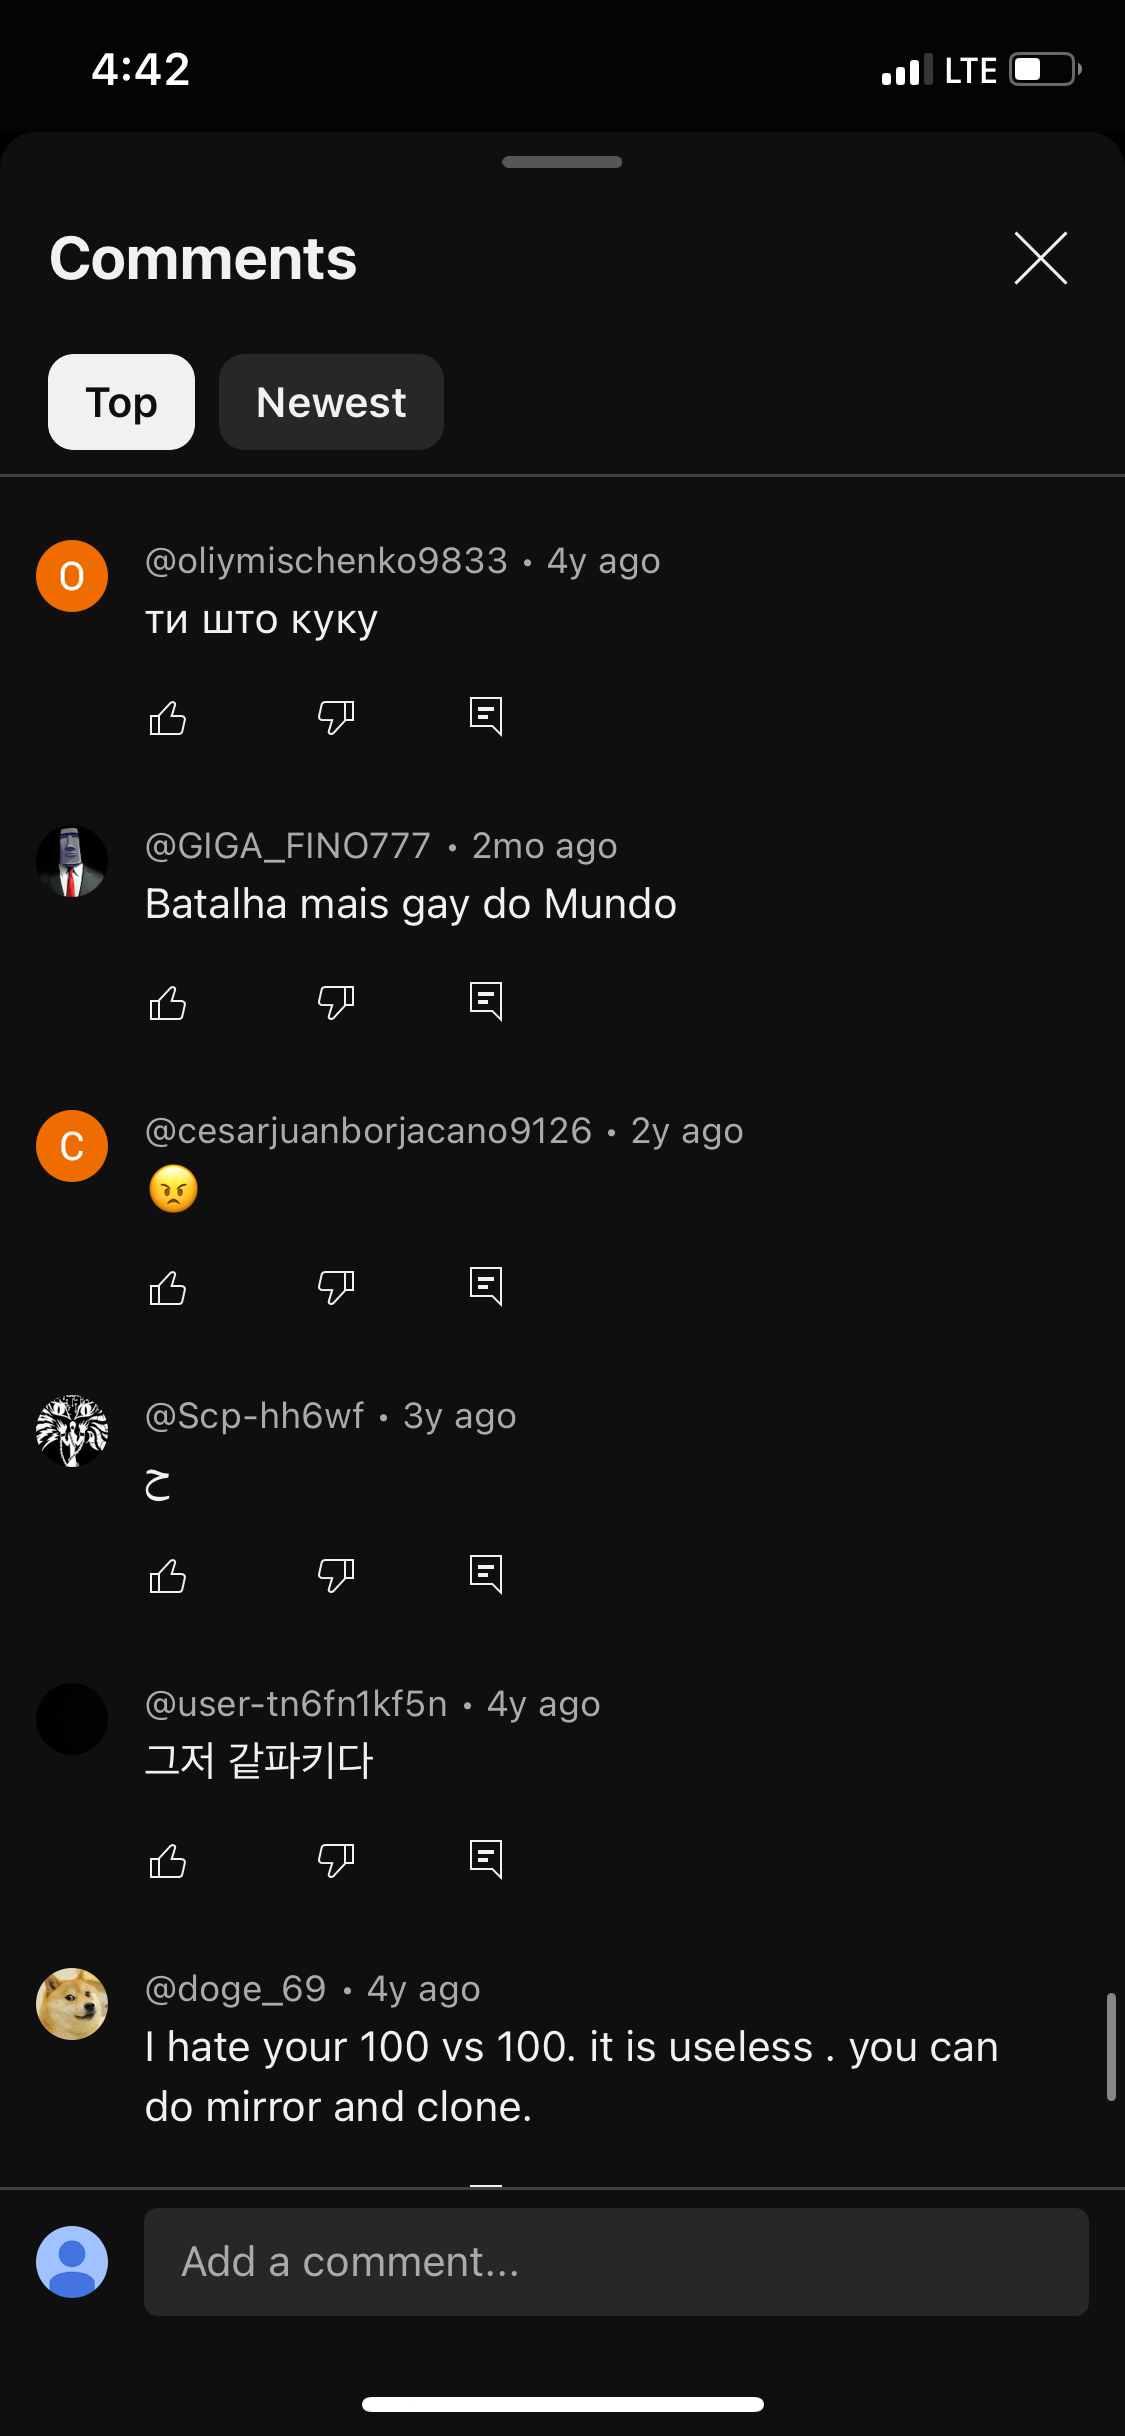 4:42
LTE
Comments
Top
Newest
O
@oliymischenko9833 • 4y ago
ти што куку
@GIGA_FINO777 • 2mo ago
Batalha mais gay do Mundo
C
@cesarjuanborjacano9126 • 2y ago
😠
@Scp-hh6wf • 3y ago
ح
@user-tn6fn1kf5n • 4y ago
그저 같파키다
@doge_69 • 4y ago
I hate your 100 vs 100. it is useless . you can
do mirror and clone.
Add a comment...